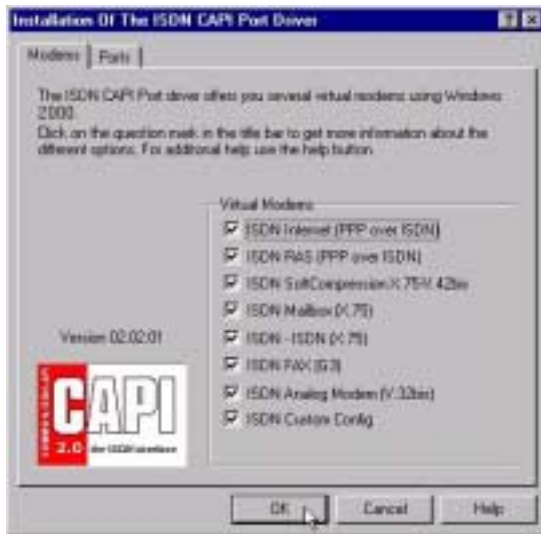 Installation Of The ISDN CAPI Port Driver
Modems
Ports
The ISDN CAPI Port driver offers you several virtual modems using Windows
2000.
Click on the question mark in the title bar to get more information about the
different options. For additional help use the help button.
Virtual Modems
ISDN Internet (PPP over ISDN)
ISDN RAS (PPP over ISDN)
ISDN SoftCompression X.75-V.42bis
ISDN Mailbox (X.75)
ISDN - ISDN (X.75)
ISDN FAX (G3)
ISDN Analog Modem (V.32bis)
ISDN Custom Config
Version 02.02.01
CAPI
2.0 the ISDN interface
OK
Cancel
Help